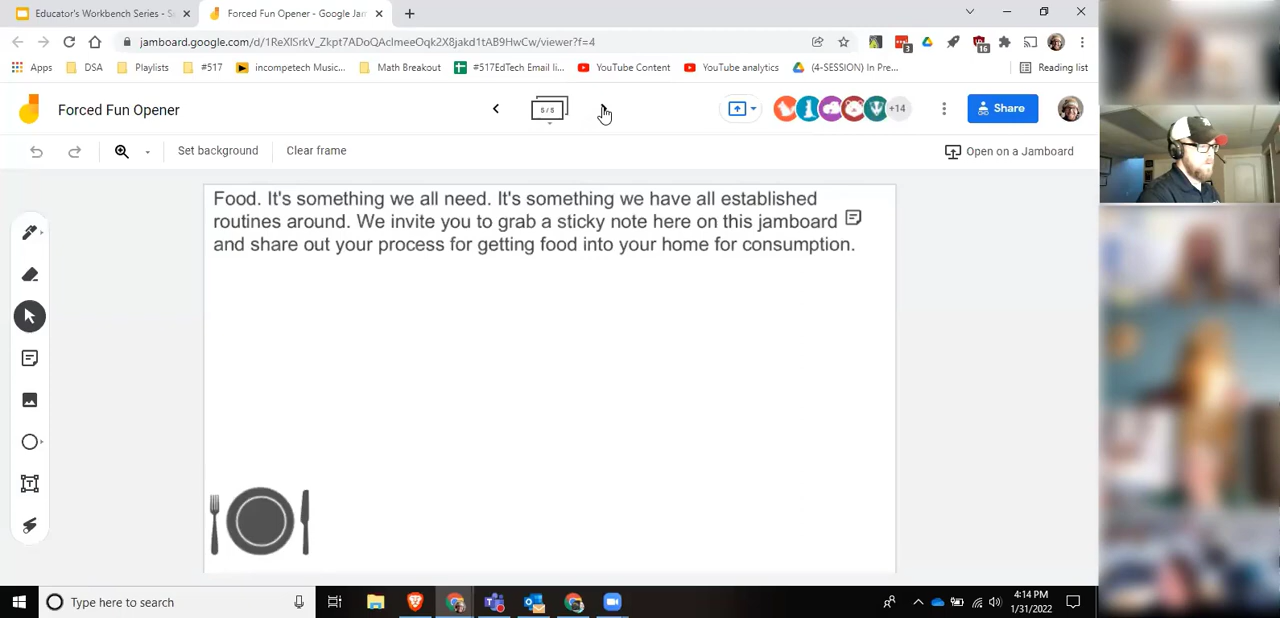 Educator's Workbench Series - G
Forced Fun Opener - Google Jam
jamboard.google.com/d/
/viewer?f=4
3
16
Apps
DSA
Playlists
#517
incompetech Music...
Math Breakout
#517EdTech Email li...
YouTube Content
YouTube analytics
(4-SESSION) In Pre...
Reading list
Forced Fun Opener
5 / 5
+14
Share
Set background
Clear frame
Open on a Jamboard
Food. It's something we all need. It's something we have all established
routines around. We invite you to grab a sticky note here on this jamboard
and share out your process for getting food into your home for consumption.
Type here to search
4:14 PM
1/31/2022